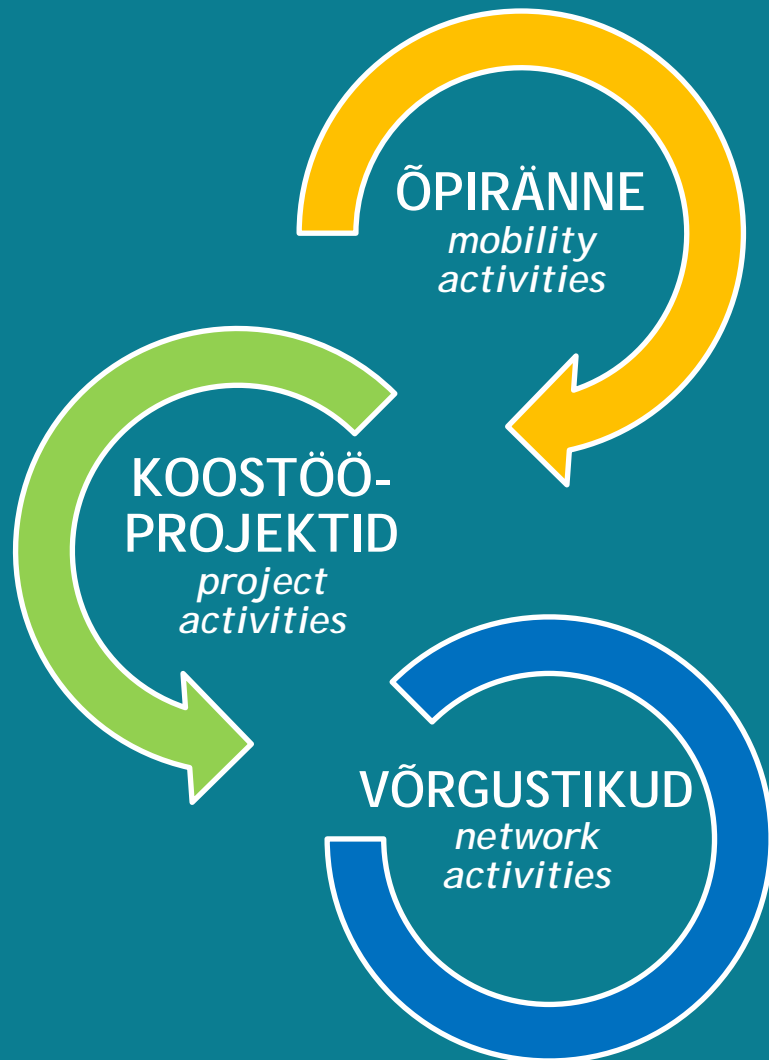 ÕPIRÄNNE
mobility
activities
KOOSTÖÖ-
PROJEKTID
project
activities
VÕRGUSTIKUD
network
activities